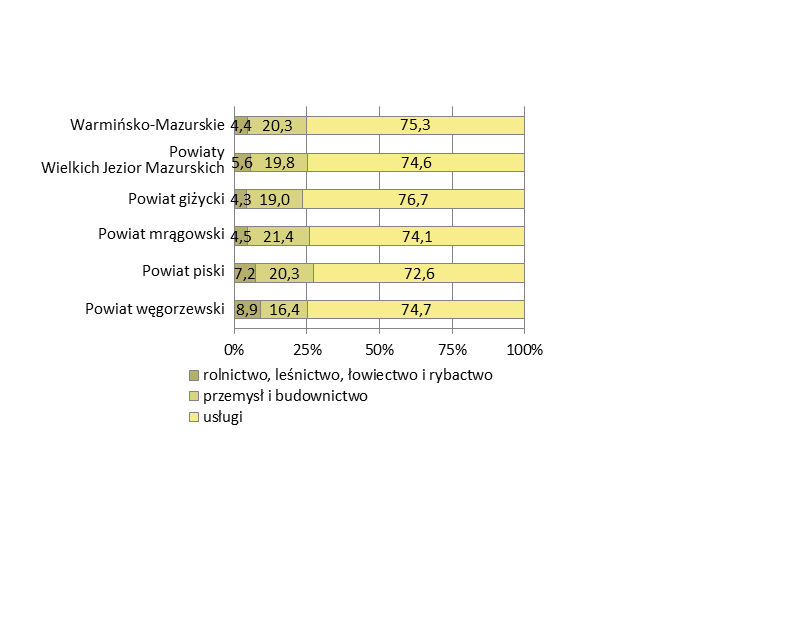 Warmińsko-Mazurskie 4,4 20,3 75,3
Powiaty
Wielkich Jezior Mazurskich 5,6 19,8 74,6
Powiat giżycki 4,3 19,0 76,7
Powiat mrągowski 4,5 21,4 74,1
Powiat piski 7,2 20,3 72,6
Powiat węgorzewski 8,9 16,4 74,7
0% 25% 50% 75% 100%
rolnictwo, leśnictwo, łowiectwo i rybactwo
przemysł i budownictwo
usługi